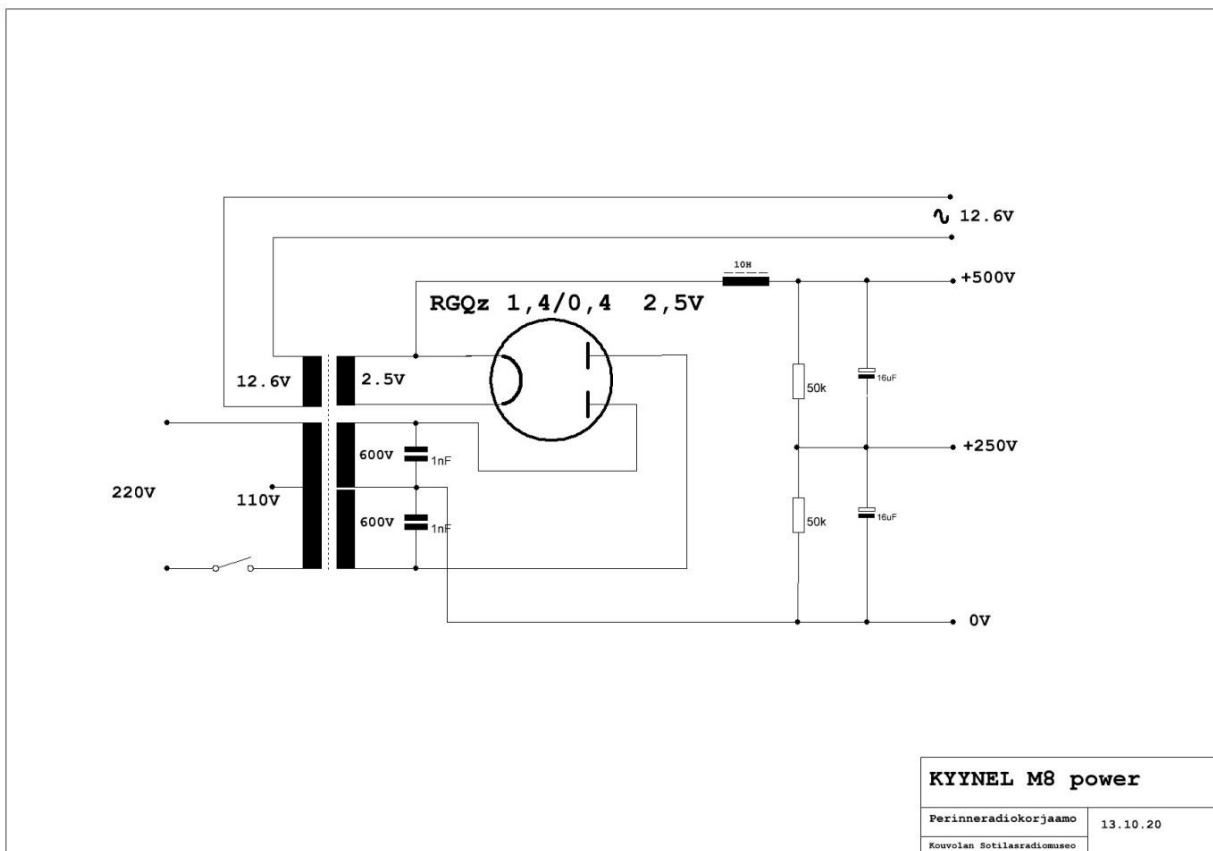 12.6V
10H
+500V
RGQz 1,4/0,4 2,5V
12.6V
2.5V
50k
16uF
+250V
600V
1nF
220V
110V
600V
1nF
50k
16uF
0V
KYYNEL M8 power
Perinneradiokorjaamo
13.10.20
Kouvolan Sotilasradiomuseo